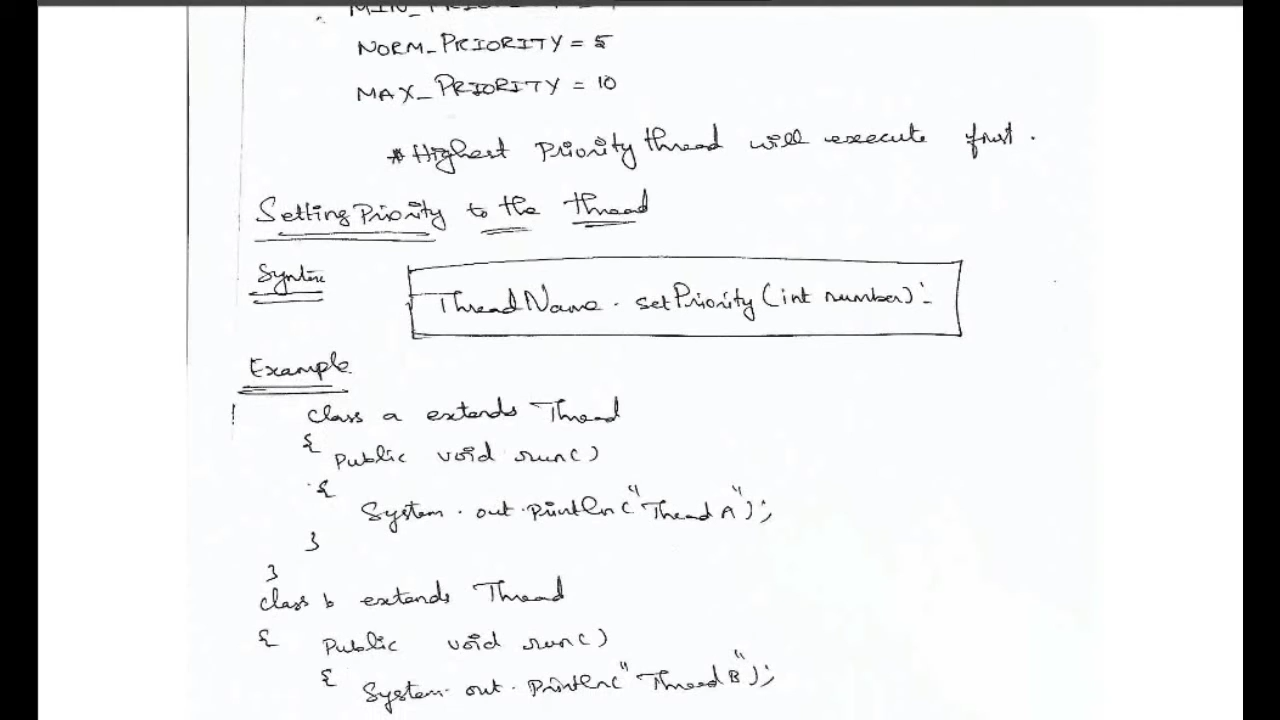 NORM_PRIORITY = 5
MAX_PRIORITY = 10
* Highest Priority thread will execute first.
Setting Priority to the thread
Syntax
ThreadName. setPriority (int number);
Example
class a extends Thread
{ Public void run()
{
System.out.println("Thread A");
}
}
class b extends Thread
{ Public void run()
{ System.out.println("Thread B");